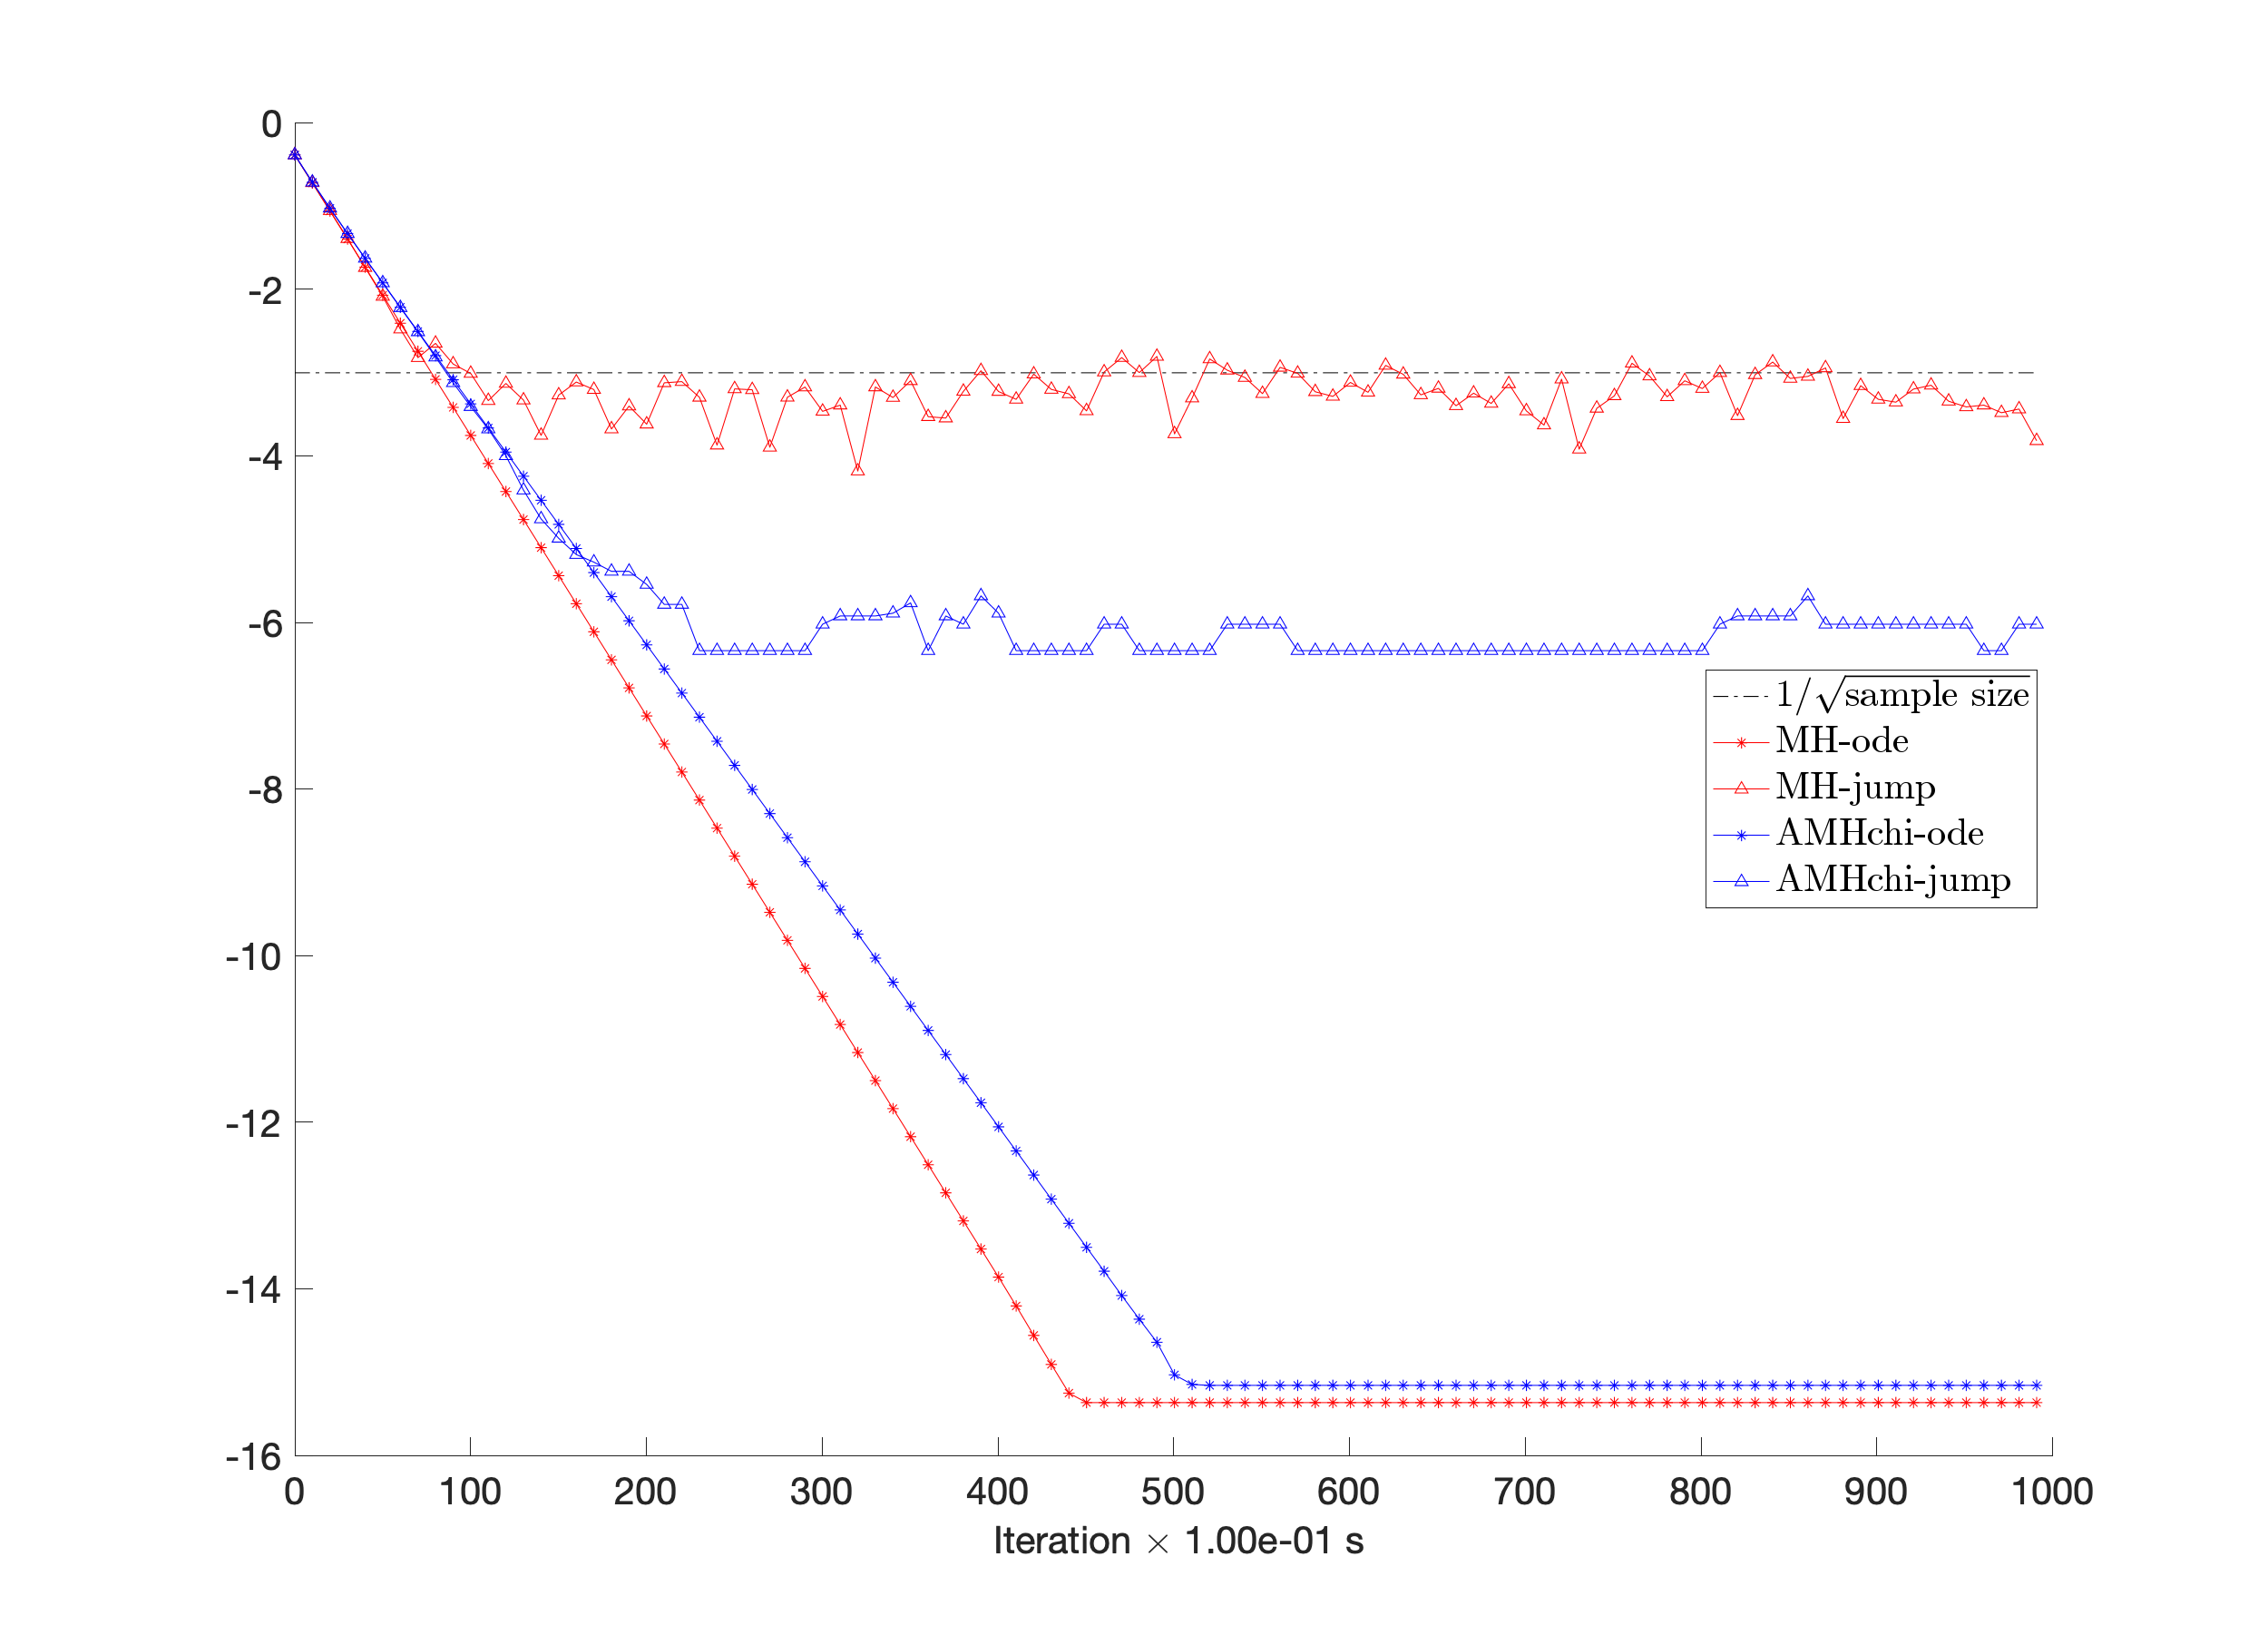 0
-2
-4
-6
-8
-10
-12
-14
-16
0 100 200 300 400 500 600 700 800 900 1000
Iteration × 1.00e-01 s
1/√sample size
MH-ode
MH-jump
AMHchi-ode
AMHchi-jump